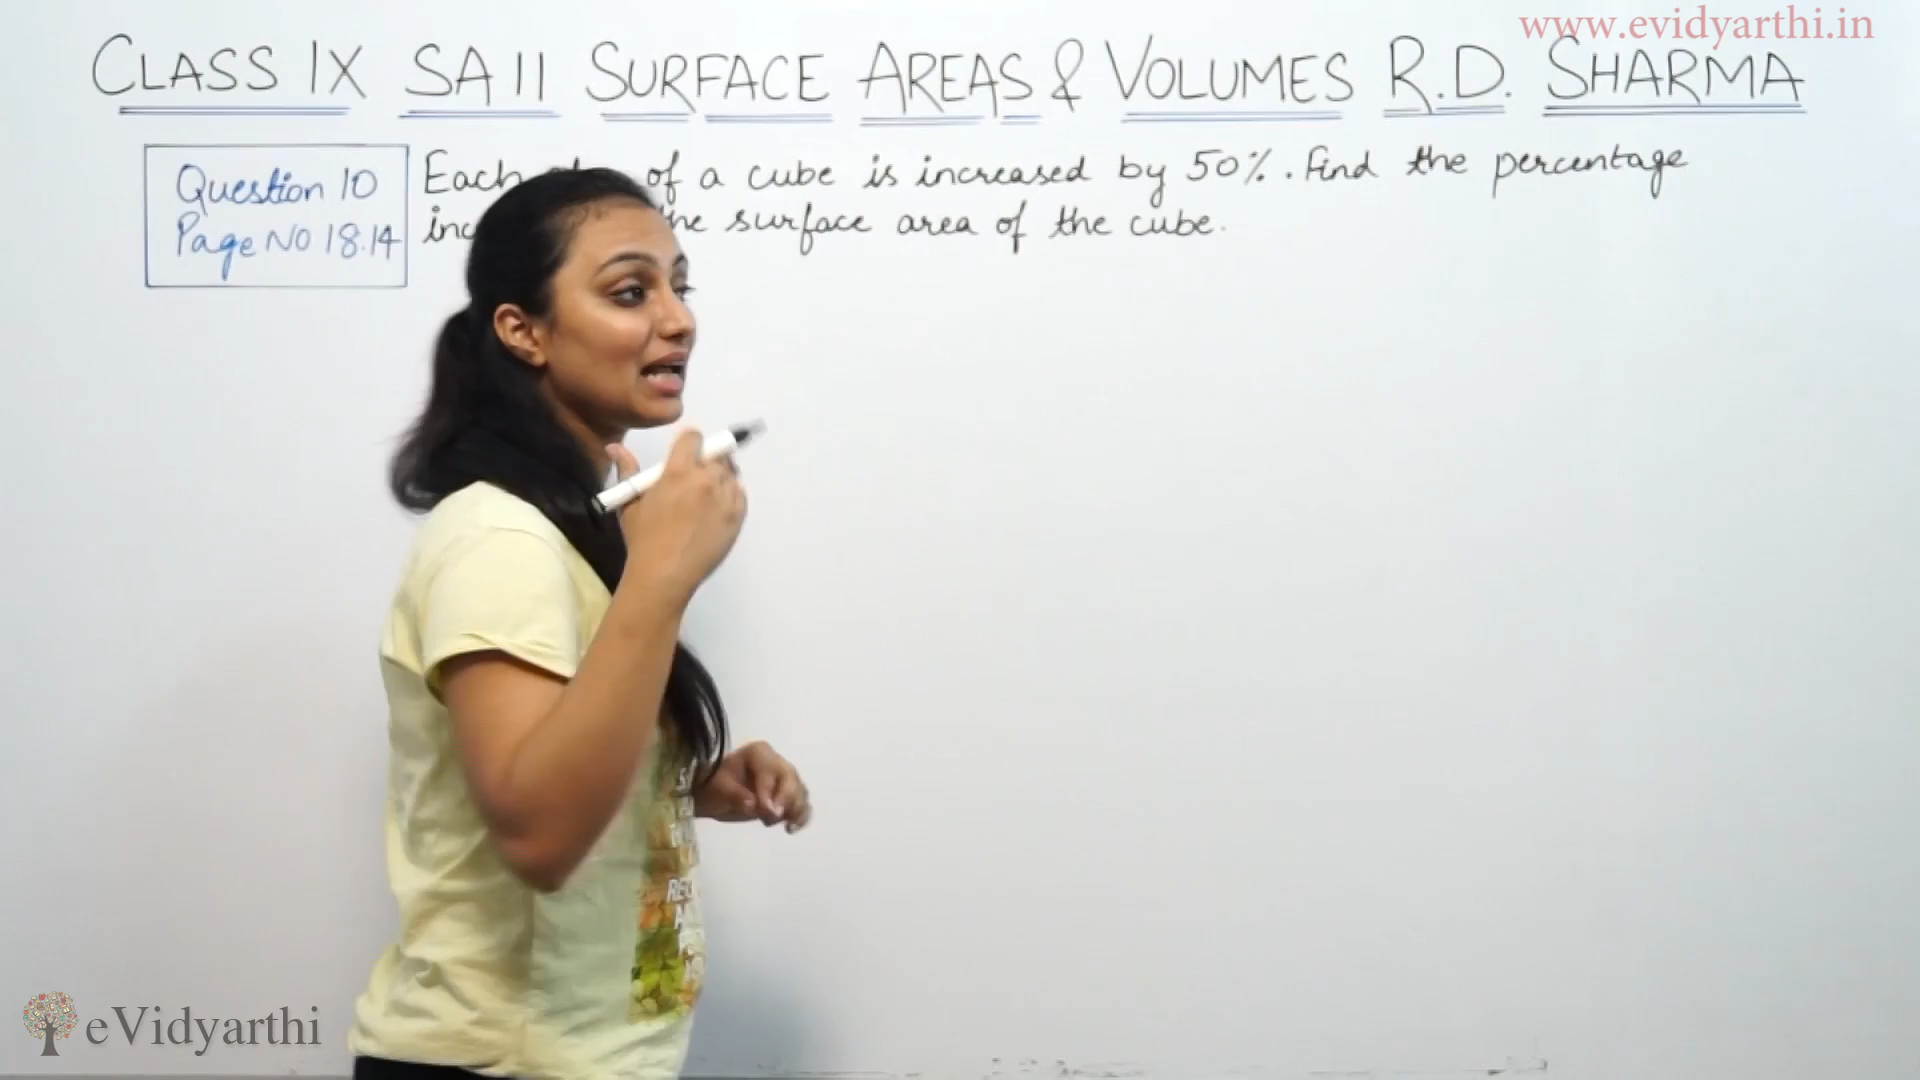 www.evidyarthi.in
CLASS IX SA II SURFACE AREAS & VOLUMES R.D. SHARMA
Question 10
Page NO 18.14
Each of a cube is increased by 50%. Find the percentage
the surface area of the cube.
eVidyarthi